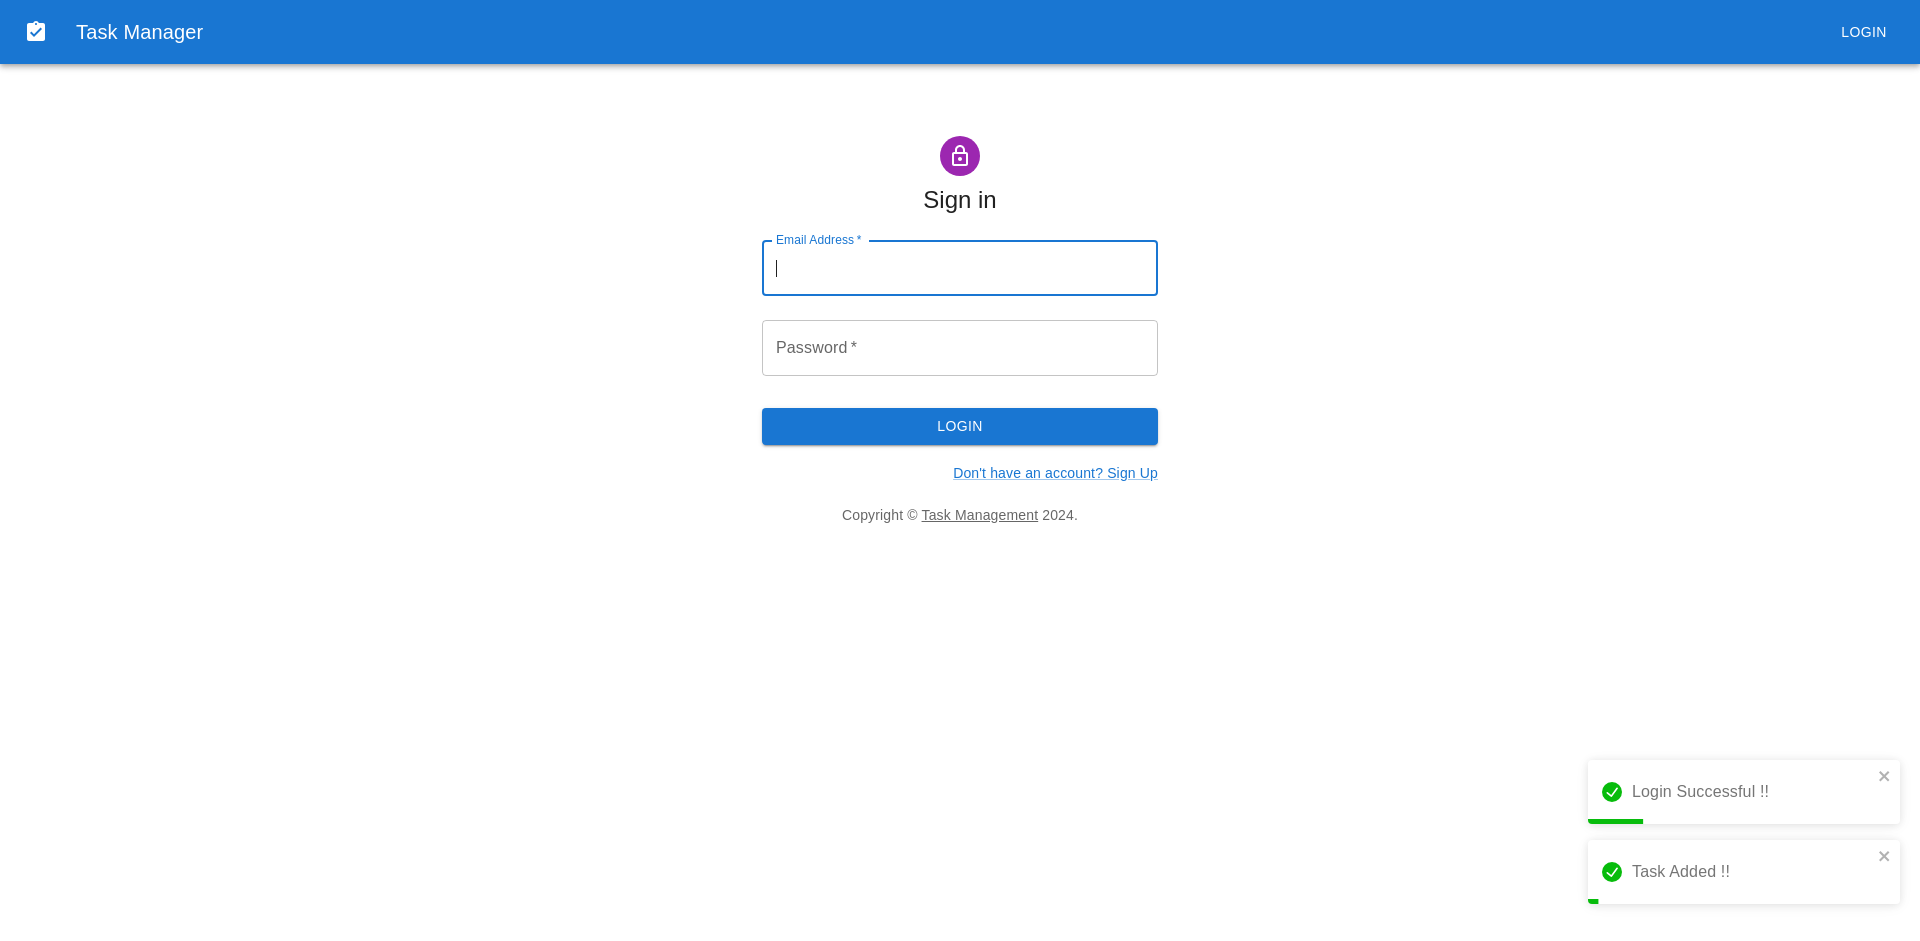 Task Manager
LOGIN
Sign in
Email Address *
Password *
LOGIN
Don't have an account? Sign Up
Copyright © Task Management 2024.
Login Successful !!
Task Added !!